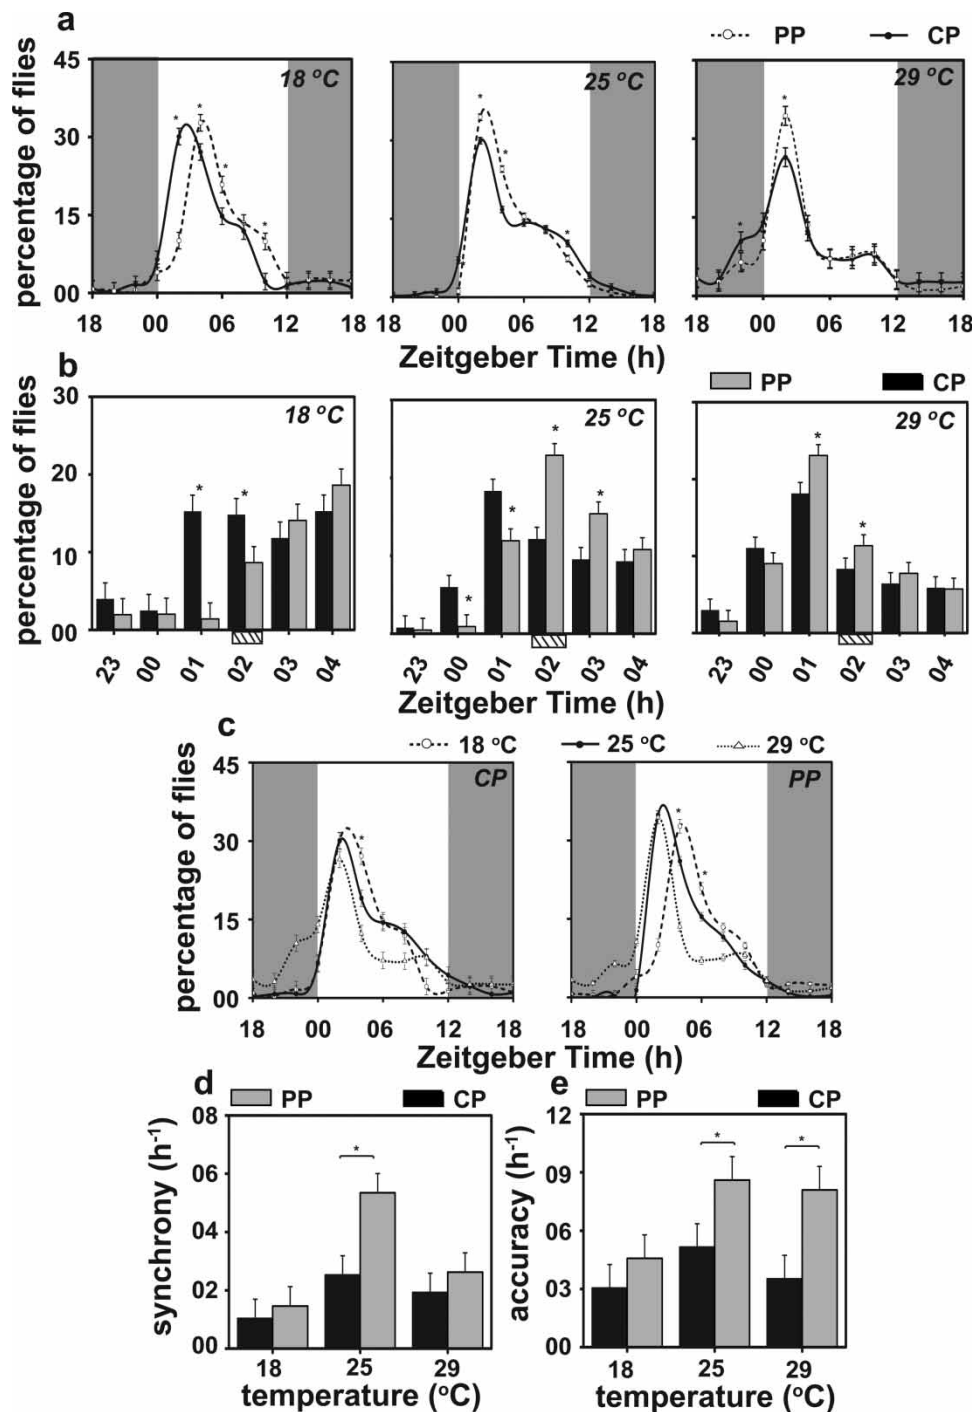 a
PP CP
percentage of flies
45
30
15
00
18 °C
25 °C
29 °C
* * * *
* * *
* *
18 00 06 12 18
18 00 06 12 18
18 00 06 12 18
Zeitgeber Time (h)
b
PP CP
percentage of flies
30
20
10
00
18 °C
25 °C
29 °C
* *
* * * *
* *
23 00 01 02 03 04
23 00 01 02 03 04
23 00 01 02 03 04
Zeitgeber Time (h)
c
18 °C 25 °C 29 °C
percentage of flies
45
30
15
00
CP
PP
*
* *
18 00 06 12 18
18 00 06 12 18
Zeitgeber Time (h)
d
PP CP
synchrony (h-1)
08
06
04
02
00
*
18 25 29
temperature (°C)
e
PP CP
accuracy (h-1)
12
09
06
03
00
* *
18 25 29
temperature (°C)